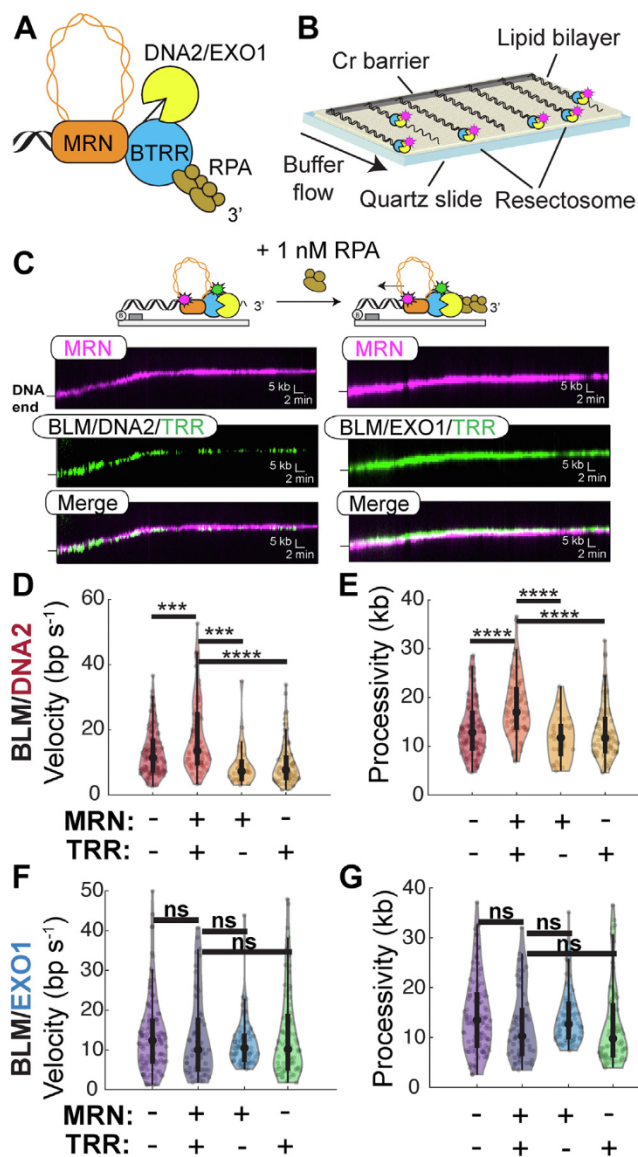 A
DNA2/EXO1
MRN
BTRR
RPA
3'
B
Cr barrier
Lipid bilayer
Buffer
flow
Quartz slide
Resectosome
C
+ 1 nM RPA
3'
B
B
MRN
MRN
DNA
end
5 kb
2 min
5 kb
2 min
BLM/DNA2/TRR
BLM/EXO1/TRR
5 kb
2 min
5 kb
2 min
Merge
Merge
5 kb
2 min
5 kb
2 min
D
BLM/DNA2
Velocity (bp s⁻¹)
60
40
20
0
***
***
****
MRN: - + + -
TRR: - + - +
E
Processivity (kb)
40
30
20
10
0
****
****
****
- + + -
- + - +
F
BLM/EXO1
Velocity (bp s⁻¹)
50
40
30
20
10
0
ns
ns
ns
MRN: - + + -
TRR: - + - +
G
Processivity (kb)
40
30
20
10
0
ns
ns
ns
- + + -
- + - +